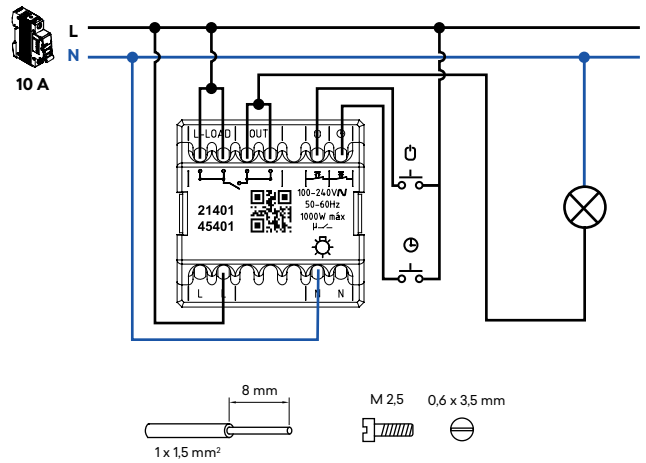 L
N
10 A
L-LOAD OUT
100-240V
50-60Hz
1000W máx
μ
21401
45401
L L N N
8 mm
1 x 1,5 mm²
M 2,5 0,6 x 3,5 mm